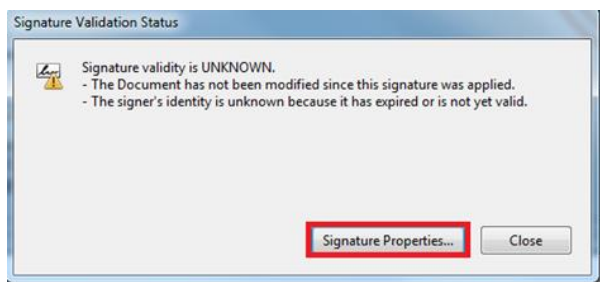 Signature Validation Status
Signature validity is UNKNOWN.
- The Document has not been modified since this signature was applied.
- The signer's identity is unknown because it has expired or is not yet valid.
Signature Properties... Close